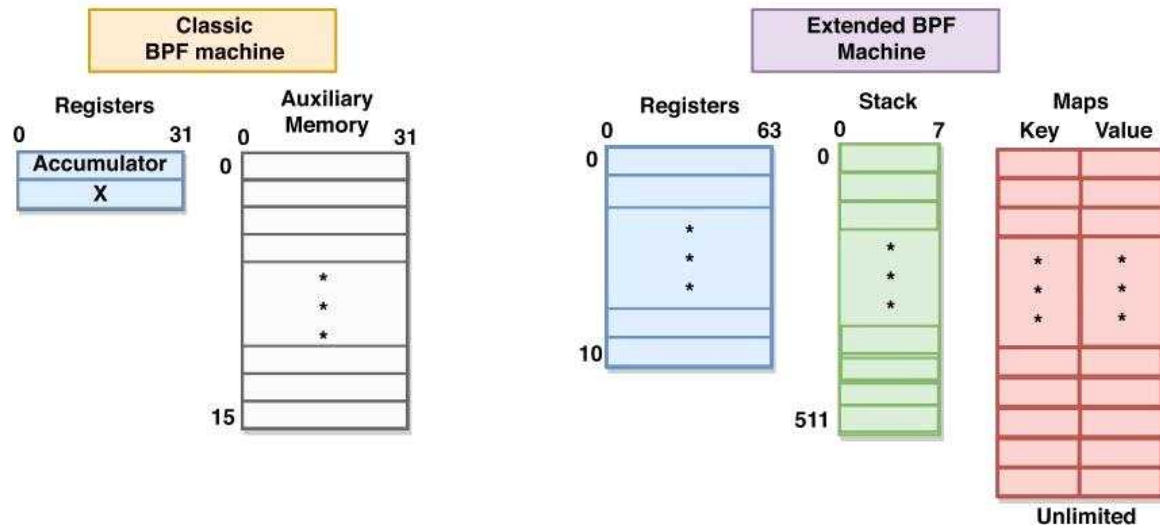 Classic
BPF machine
Extended BPF
Machine
Registers
0 31
Accumulator
X
Auxiliary
Memory
0 31
0
*
*
*
15
Registers
0 63
0
*
*
*
10
Stack
0 7
0
*
*
*
511
Maps
Key Value
* *
* *
* *
Unlimited